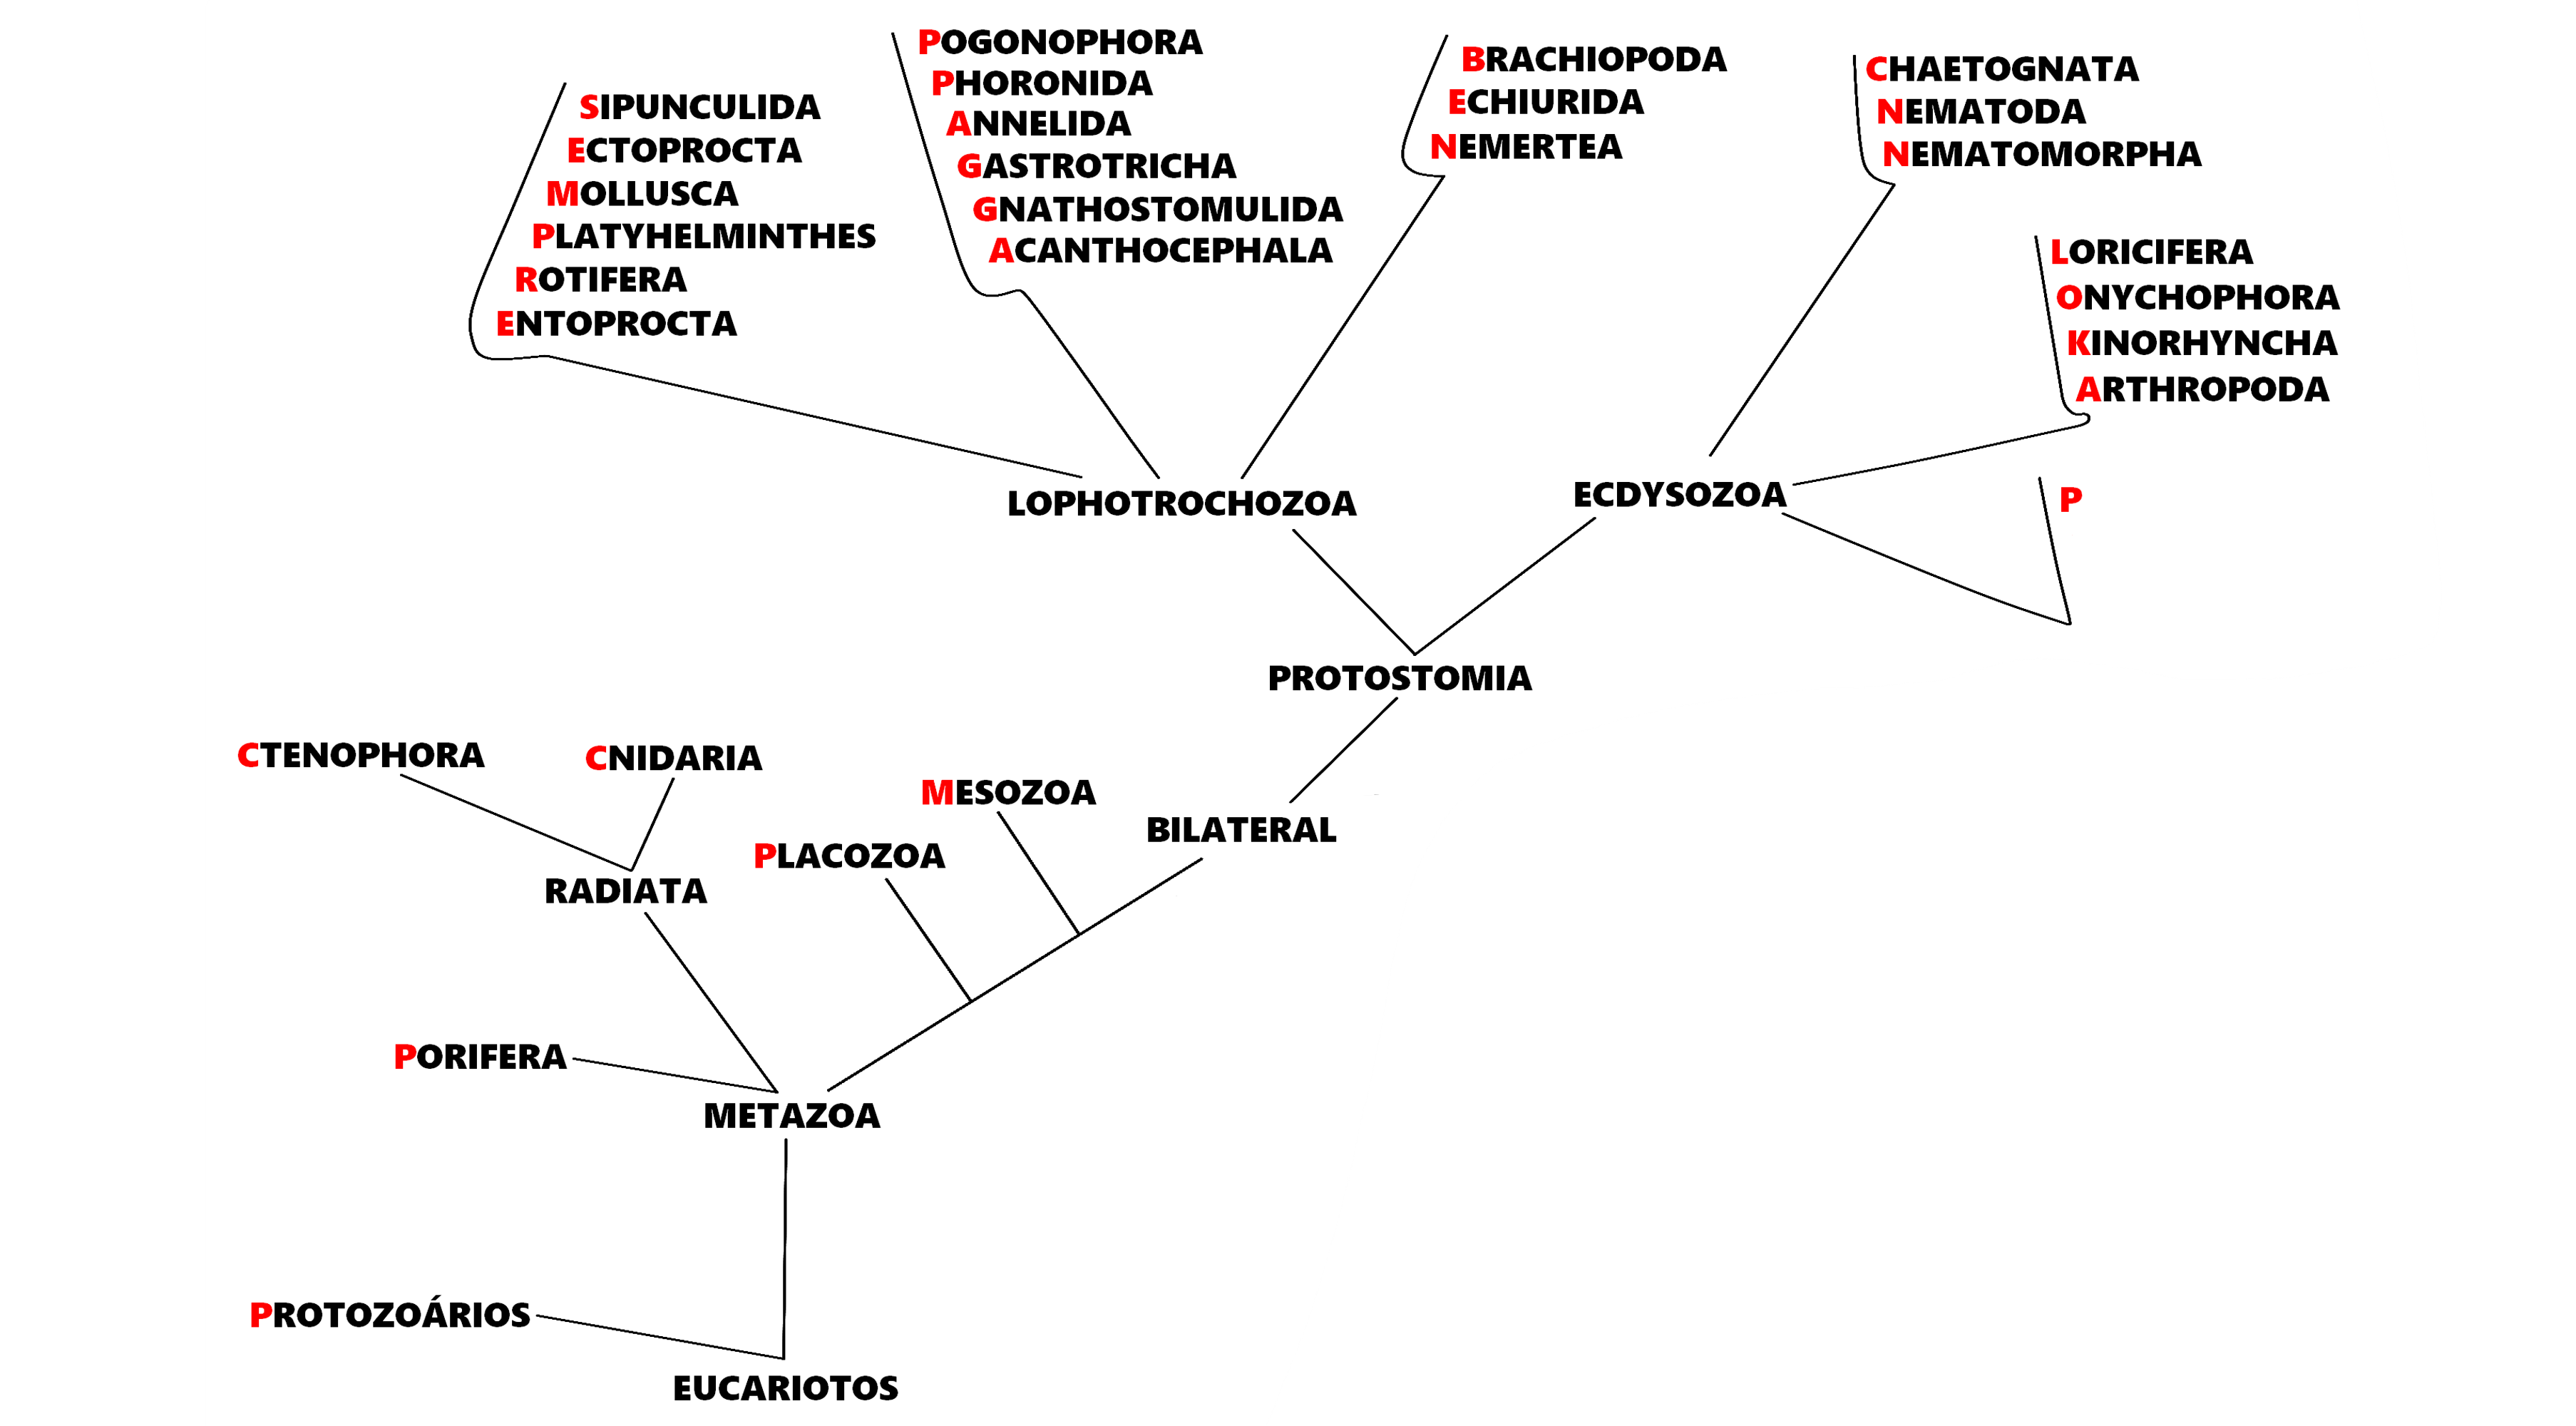 SIPUNCULIDA
ECTOPROCTA
MOLLUSCA
PLATYHELMINTHES
ROTIFERA
ENTOPROCTA
POGONOPHORA
PHORONIDA
ANNELIDA
GASTROTRICHA
GNATHOSTOMULIDA
ACANTHOCEPHALA
BRACHIOPODA
ECHIURIDA
NEMERTEA
CHAETOGNATA
NEMATODA
NEMATOMORPHA
LORICIFERA
ONYCHOPHORA
KINORHYNCHA
ARTHROPODA
P
LOPHOTROCHOZOA
ECDYSOZOA
PROTOSTOMIA
CTENOPHORA
CNIDARIA
MESOZOA
PLACOZOA
BILATERAL
RADIATA
PORIFERA
METAZOA
PROTOZOÁRIOS
EUCARIOTOS